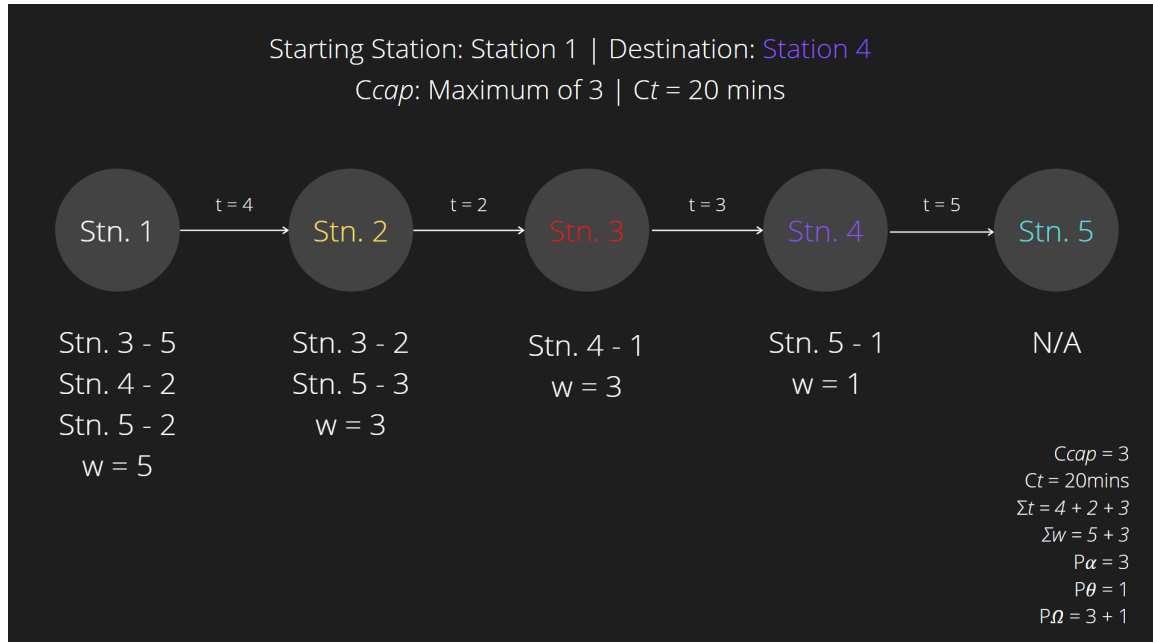 Starting Station: Station 1 | Destination: Station 4
Ccap: Maximum of 3 | Ct = 20 mins
t = 4
t = 2
t = 3
t = 5
Stn. 1
Stn. 2
Stn. 3
Stn. 4
Stn. 5
Stn. 3 - 5
Stn. 4 - 2
Stn. 5 - 2
w = 5
Stn. 3 - 2
Stn. 5 - 3
w = 3
Stn. 4 - 1
w = 3
Stn. 5 - 1
w = 1
N/A
Ccap = 3
Ct = 20mins
Σt = 4 + 2 + 3
Σw = 5 + 3
Pα = 3
Pθ = 1
PΩ = 3 + 1